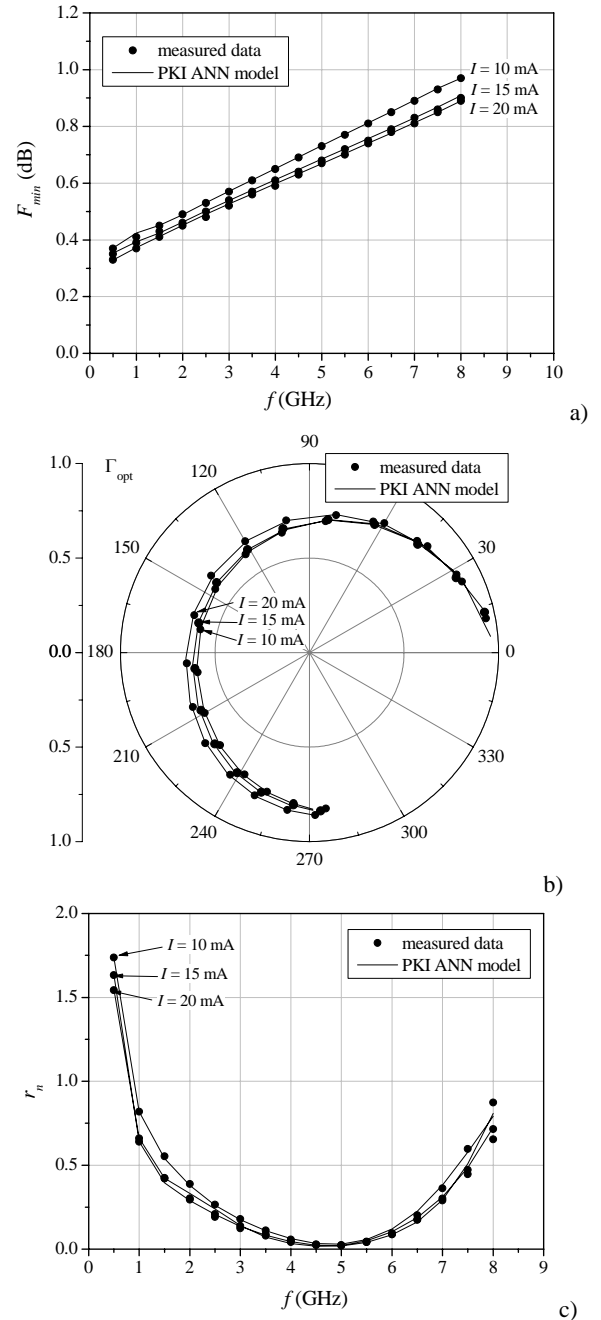 1.2
1.0
0.8
0.6
0.4
0.2
0.0
F_min (dB)
measured data
PKI ANN model
I = 10 mA
I = 15 mA
I = 20 mA
0 1 2 3 4 5 6 7 8 9 10
f (GHz)
a)
1.0
0.5
0.0
0.5
1.0
Γ_opt
90
120
150
180
210
240
270
300
330
0
30
measured data
PKI ANN model
I = 20 mA
I = 15 mA
I = 10 mA
b)
2.0
1.5
1.0
0.5
0.0
r_n
I = 10 mA
I = 15 mA
I = 20 mA
measured data
PKI ANN model
0 1 2 3 4 5 6 7 8 9
f (GHz)
c)